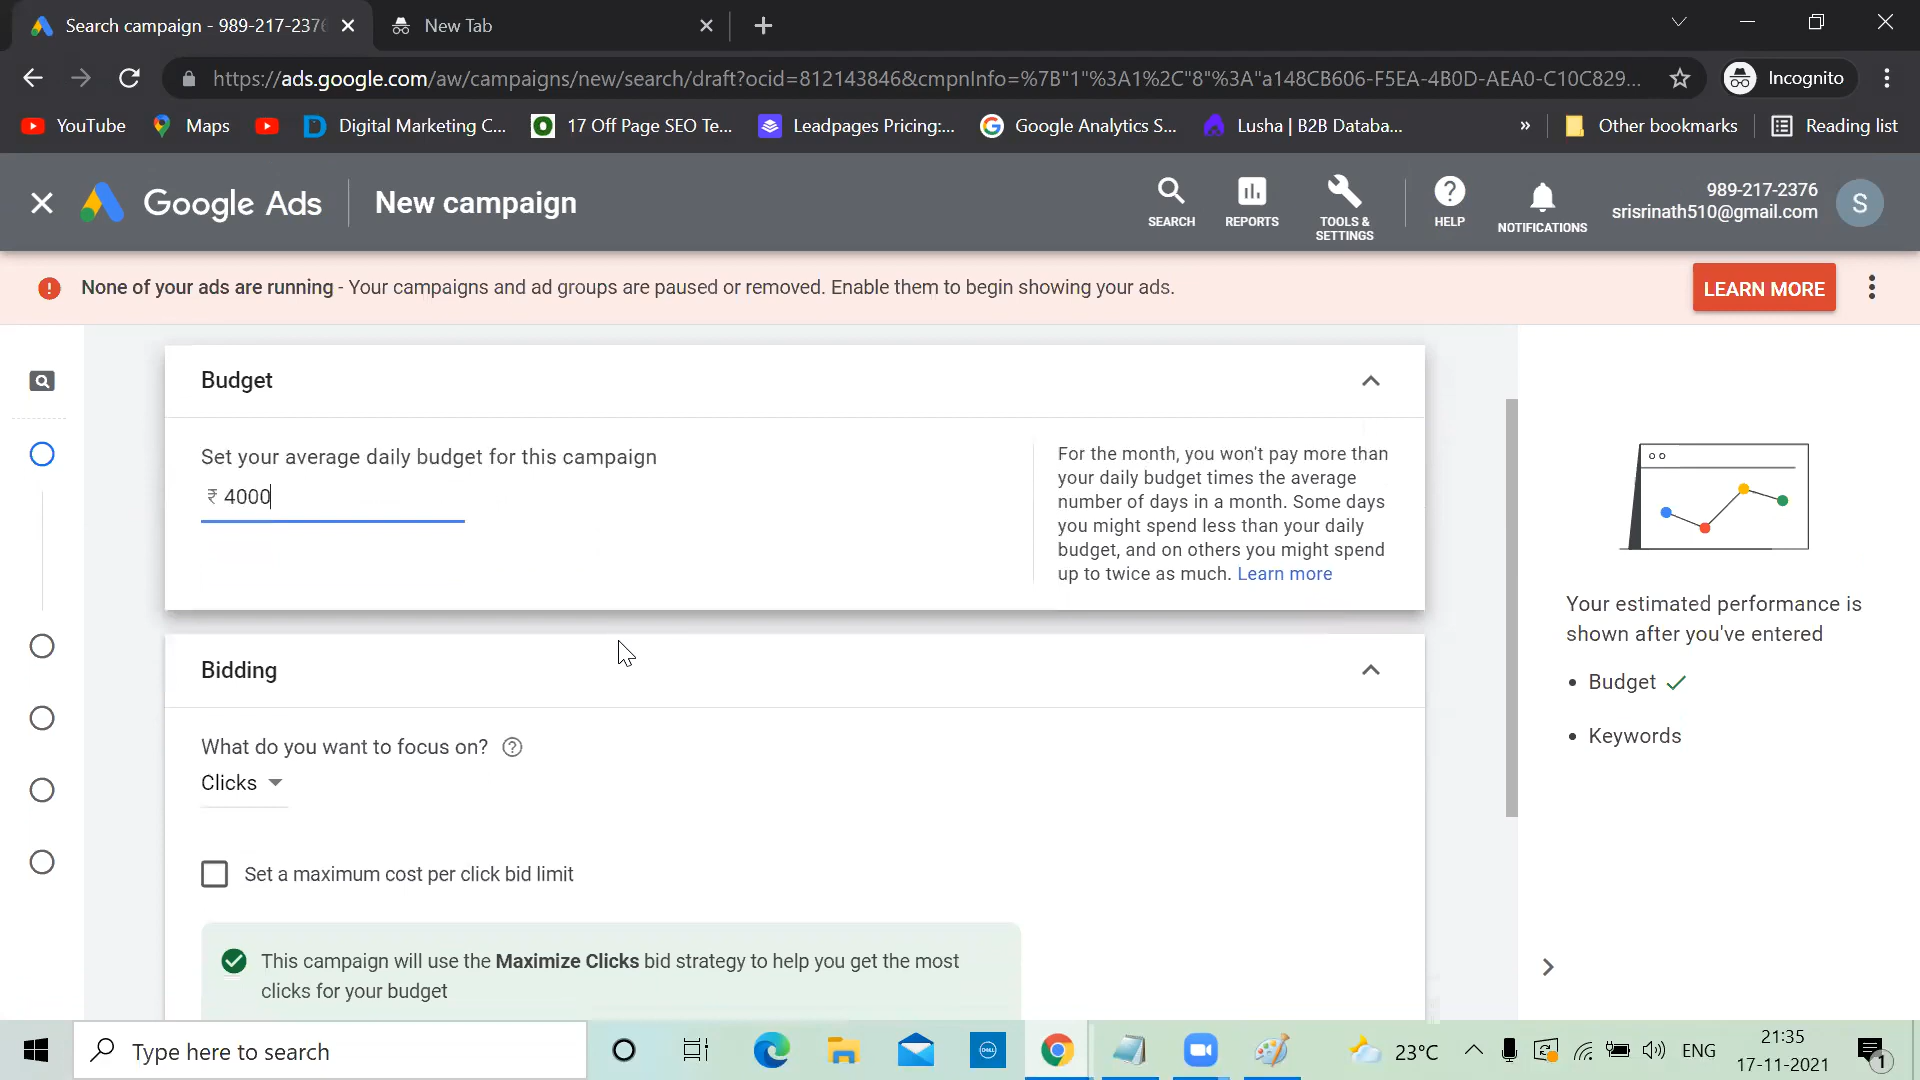 Search campaign - 989-217-2376
New Tab
https://ads.google.com/aw/campaigns/new/search/draft?ocid=812143846&cmpnInfo=%7B"1"%3A1%2C"8"%3A"a148CB606-F5EA-4B0D-AEA0-C10C829...
Incognito
YouTube
Maps
Digital Marketing C...
17 Off Page SEO Te...
Leadpages Pricing:...
Google Analytics S...
Lusha | B2B Databa...
»
Other bookmarks
Reading list
Google Ads
New campaign
SEARCH
REPORTS
TOOLS &
SETTINGS
HELP
NOTIFICATIONS
989-217-2376
srisrinath510@gmail.com
S
None of your ads are running - Your campaigns and ad groups are paused or removed. Enable them to begin showing your ads.
LEARN MORE
Budget
Set your average daily budget for this campaign
₹ 4000
For the month, you won't pay more than
your daily budget times the average
number of days in a month. Some days
you might spend less than your daily
budget, and on others you might spend
up to twice as much. Learn more
Bidding
What do you want to focus on?
Clicks
Set a maximum cost per click bid limit
This campaign will use the Maximize Clicks bid strategy to help you get the most
clicks for your budget
Your estimated performance is
shown after you've entered
• Budget
• Keywords
Type here to search
DELL
23°C
ENG
21:35
17-11-2021
1